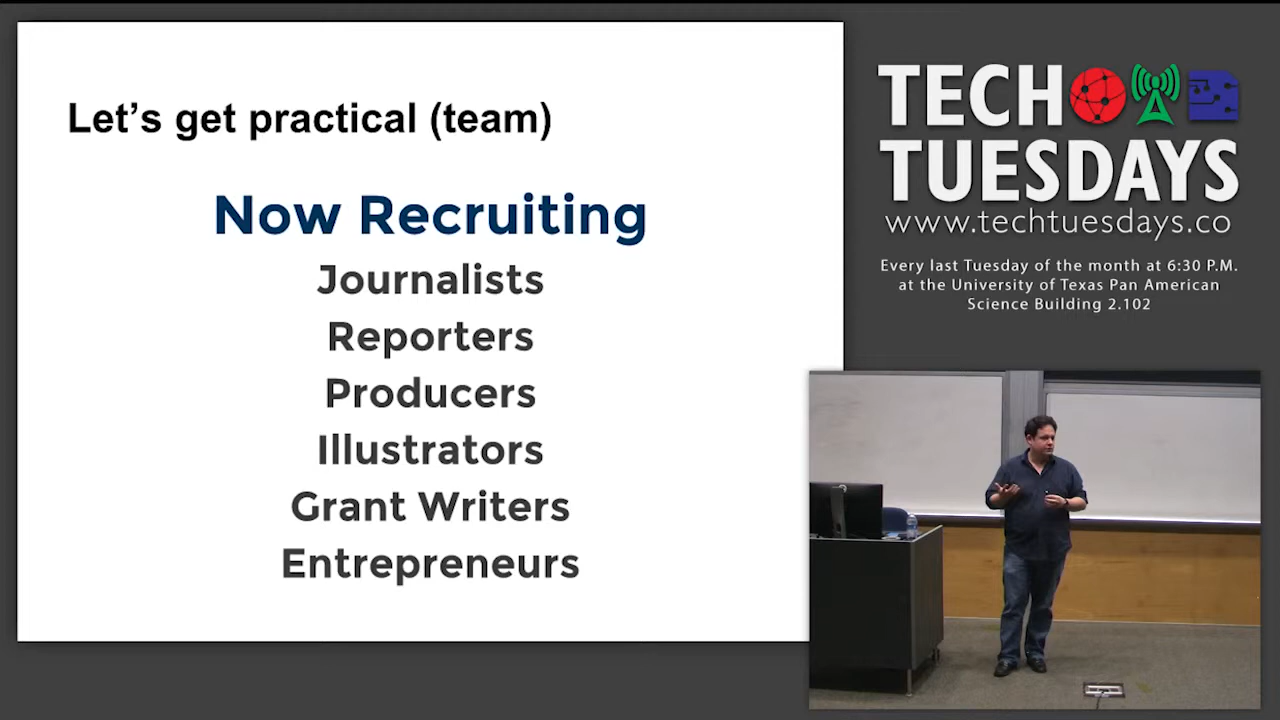 Let's get practical (team)
Now Recruiting
Journalists
Reporters
Producers
Illustrators
Grant Writers
Entrepreneurs
TECH
TUESDAYS
www.techtuesdays.co
Every last Tuesday of the month at 6:30 P.M.
at the University of Texas Pan American
Science Building 2.102